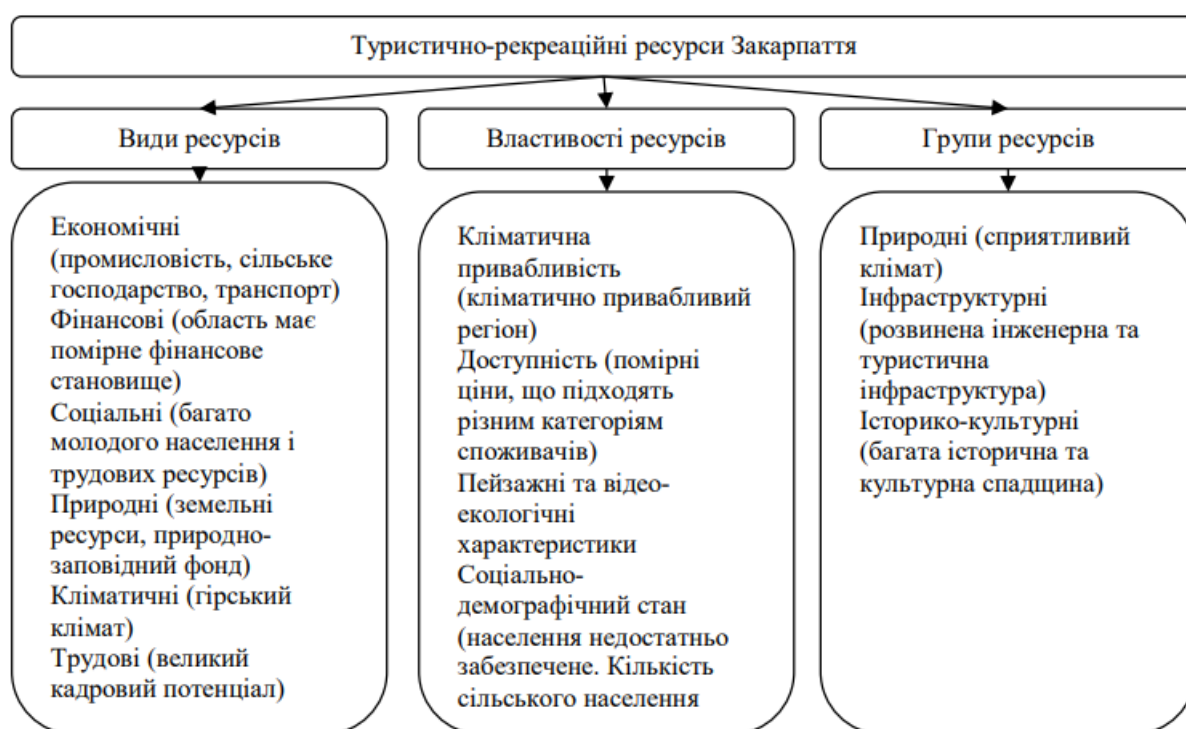 Туристично-рекреаційні ресурси Закарпаття
Види ресурсів
Властивості ресурсів
Групи ресурсів
Економічні
(промисловість, сільське
господарство, транспорт)
Фінансові (область має
помірне фінансове
становище)
Соціальні (багато
молодого населення і
трудових ресурсів)
Природні (земельні
ресурси, природно-
заповідний фонд)
Кліматичні (гірський
клімат)
Трудові (великий
кадровий потенціал)
Кліматична
привабливість
(кліматично привабливий
регіон)
Доступність (помірні
ціни, що підходять
різним категоріям
споживачів)
Пейзажні та відео-
екологічні
характеристики
Соціально-
демографічний стан
(населення недостатньо
забезпечене. Кількість
сільського населення
Природні (сприятливий
клімат)
Інфраструктурні
(розвинена інженерна та
туристична
інфраструктура)
Історико-культурні
(багата історична та
культурна спадщина)